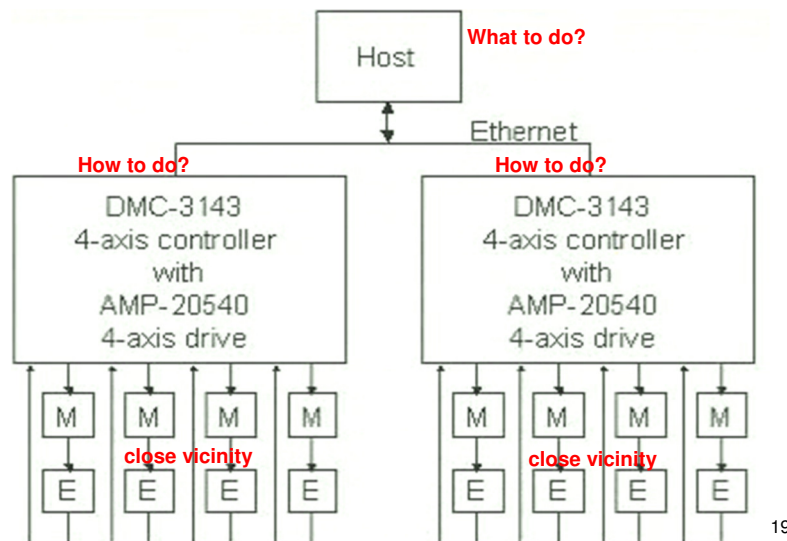 Host
What to do?
Ethernet
How to do?
How to do?
DMC-3143
4-axis controller
with
AMP-20540
4-axis drive
DMC-3143
4-axis controller
with
AMP-20540
4-axis drive
M M M M
M M M M
close vicinity
close vicinity
E E E E
E E E E
19